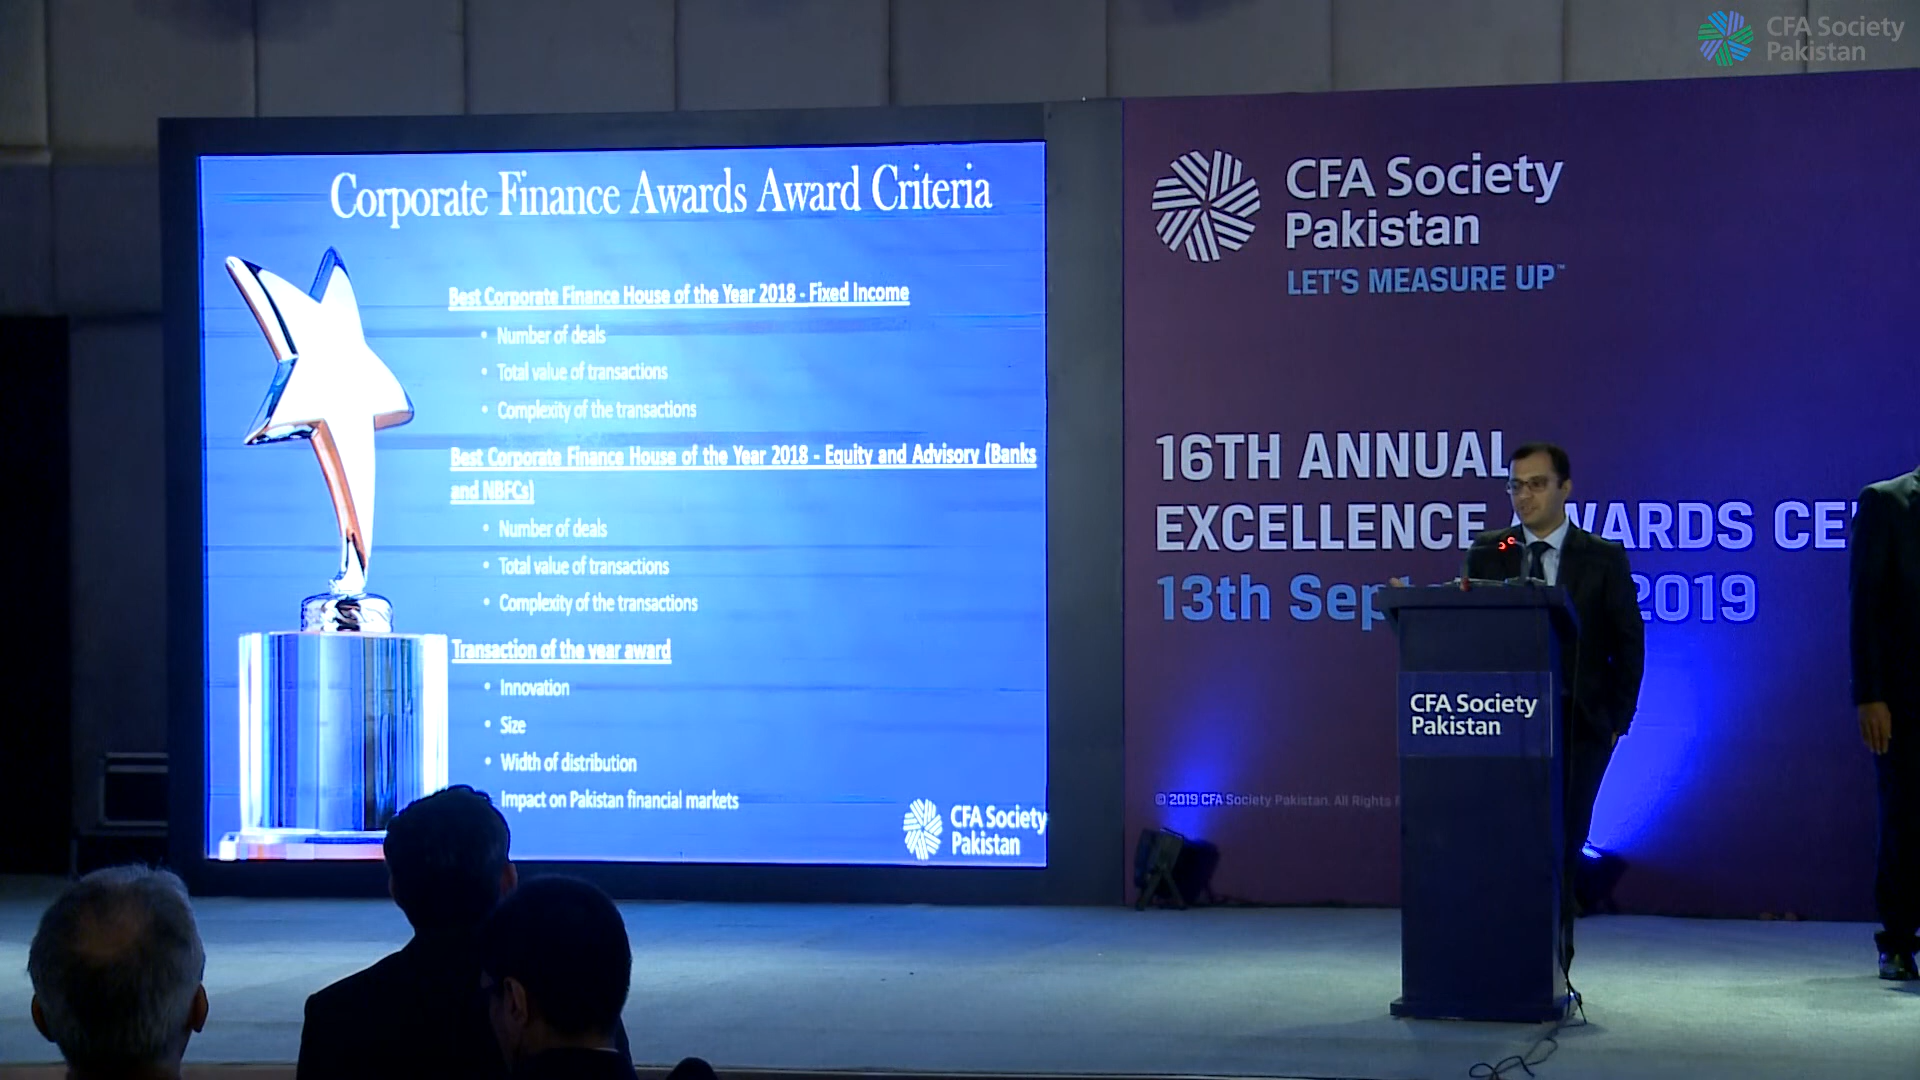 CFA Society
Pakistan
Corporate Finance Awards Award Criteria
Best Corporate Finance House of the Year 2018 - Fixed Income
• Number of deals
• Total value of transactions
• Complexity of the transactions
Best Corporate Finance House of the Year 2018 - Equity and Advisory (Banks
and NBFCs)
• Number of deals
• Total value of transactions
• Complexity of the transactions
Transaction of the year award
• Innovation
• Size
• Width of distribution
Impact on Pakistan financial markets
CFA Society
Pakistan
CFA Society
Pakistan
LET'S MEASURE UP™
16TH ANNUAL
EXCELLENCE AWARDS CE
13th Sep 2019
© 2019 CFA Society Pakistan. All Rights
CFA Society
Pakistan